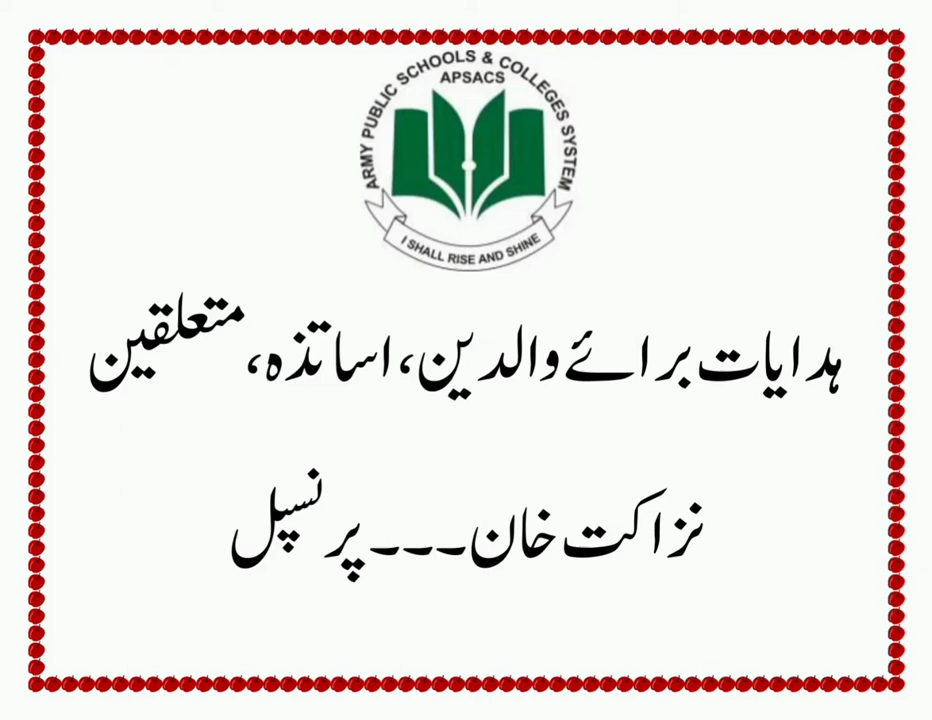 ARMY PUBLIC SCHOOLS & COLLEGES SYSTEM
APSACS
I SHALL RISE AND SHINE
ہدایات برائے والدین، اساتذہ، متعلقین
نزاکت خان۔۔۔ پرنسپل